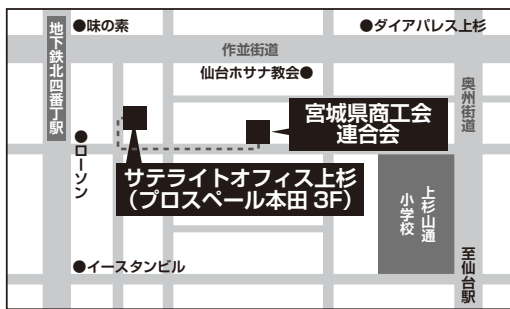 ●味の素
●ダイアパレス上杉
地下鉄北四番丁駅
作並街道
仙台ホサナ教会●
奥州街道
宮城県商工会
連合会
●ローソン
サテライトオフィス上杉
(プロスペール本田 3F)
上杉山通
小学校
●イースタンビル
至仙台駅